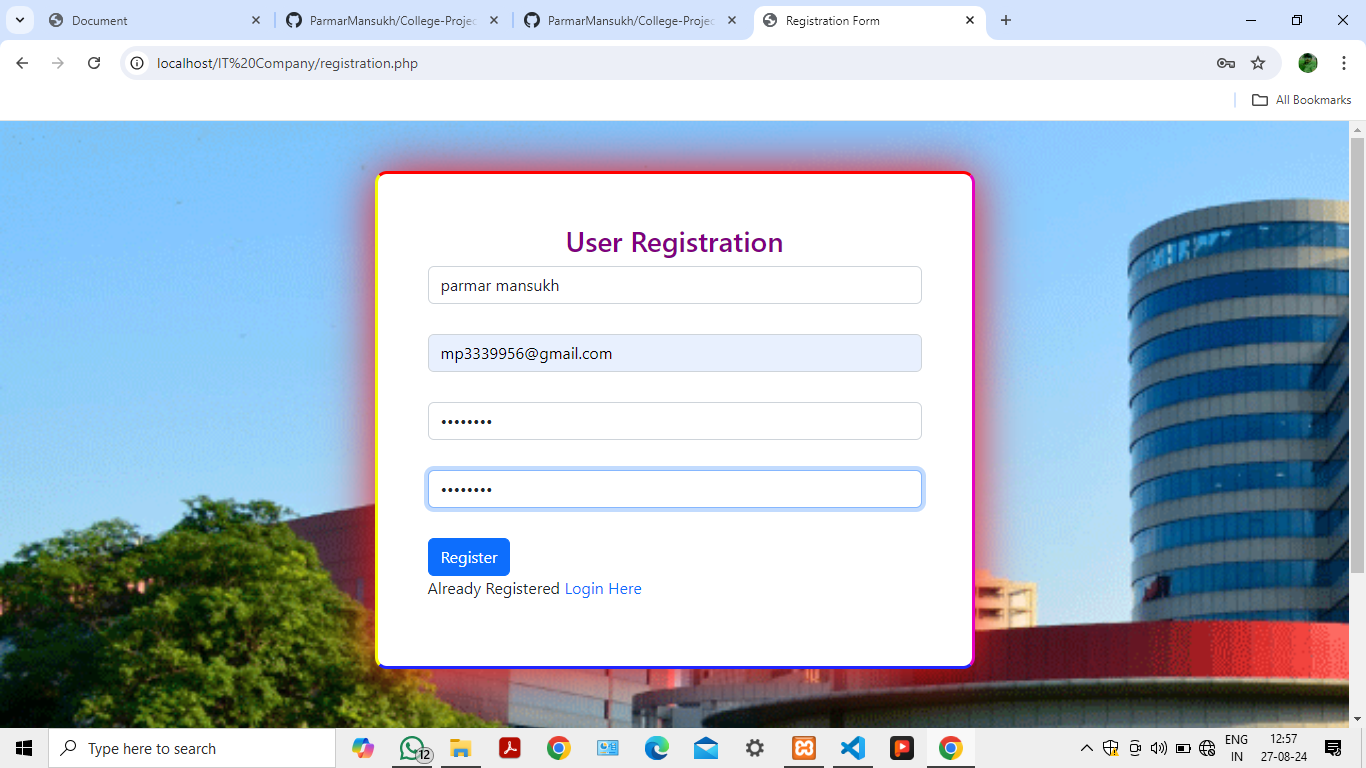 Document
ParmarMansukh/College-Projec
ParmarMansukh/College-Projec
Registration Form
localhost/IT%20Company/registration.php
All Bookmarks
User Registration
parmar mansukh
mp3339956@gmail.com
••••••••
••••••••
Register
Already Registered Login Here
Type here to search
12
ENG
IN
12:57
27-08-24